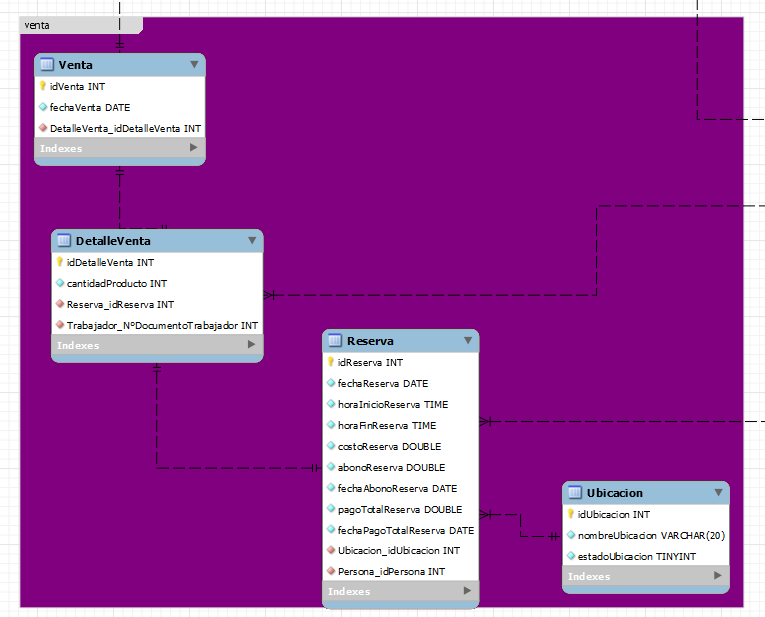 venta
Venta
idVenta INT
fechaVenta DATE
DetalleVenta_idDetalleVenta INT
Indexes
DetalleVenta
idDetalleVenta INT
cantidadProducto INT
Reserva_idReserva INT
Trabajador_NºDocumentoTrabajador INT
Indexes
Reserva
idReserva INT
fechaReserva DATE
horaInicioReserva TIME
horaFinReserva TIME
costoReserva DOUBLE
abonoReserva DOUBLE
fechaAbonoReserva DATE
pagoTotalReserva DOUBLE
fechaPagoTotalReserva DATE
Ubicacion_idUbicacion INT
Persona_idPersona INT
Indexes
Ubicacion
idUbicacion INT
nombreUbicacion VARCHAR(20)
estadoUbicacion TINYINT
Indexes